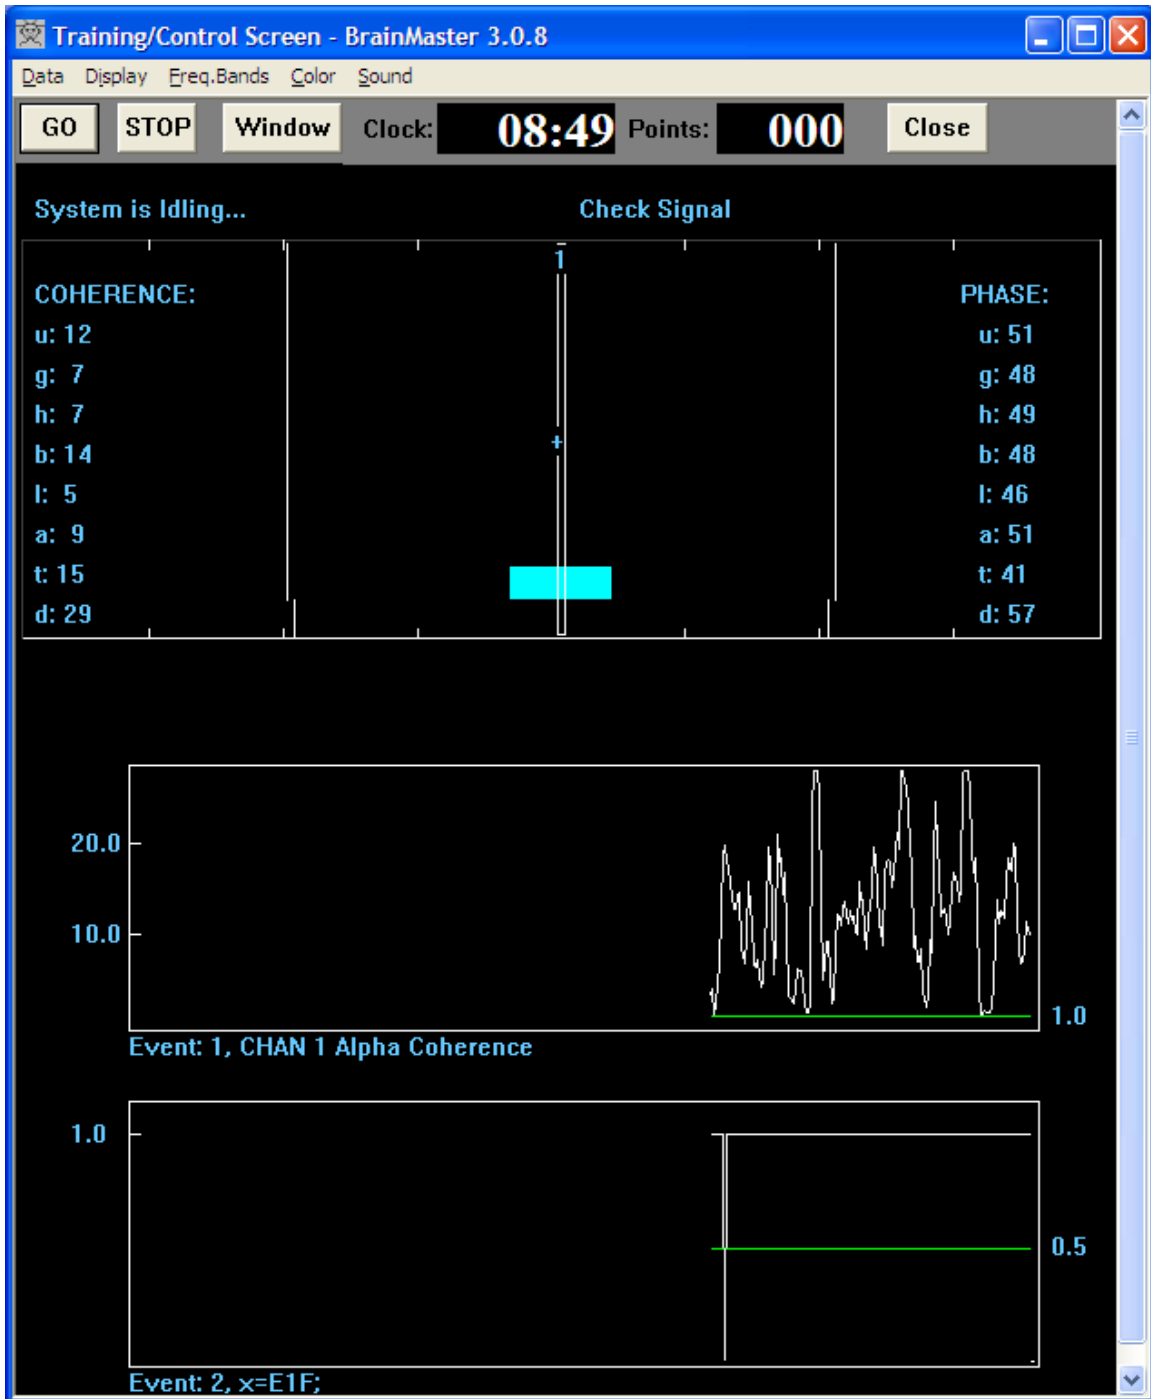 Training/Control Screen - BrainMaster 3.0.8
Data Display Freq.Bands Color Sound
GO STOP Window Clock: 08:49 Points: 000 Close
System is Idling... Check Signal
1
COHERENCE: PHASE:
u: 12 u: 51
g: 7 g: 48
h: 7 h: 49
b: 14 b: 48
l: 5 l: 46
a: 9 a: 51
t: 15 t: 41
d: 29 d: 57
20.0
10.0
1.0
Event: 1, CHAN 1 Alpha Coherence
1.0
0.5
Event: 2, x=E1F;